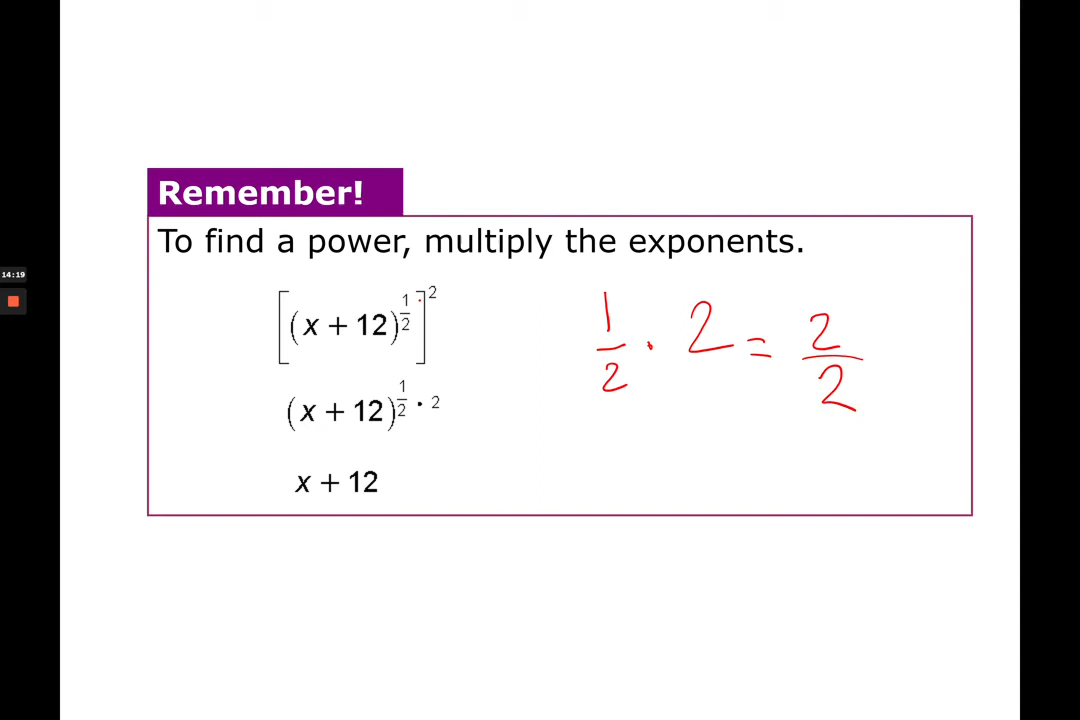 Remember!
To find a power, multiply the exponents.
[(x + 12)^(1/2)]^2
(x + 12)^(1/2 · 2)
x + 12
1/2 · 2 = 2/2
14:19